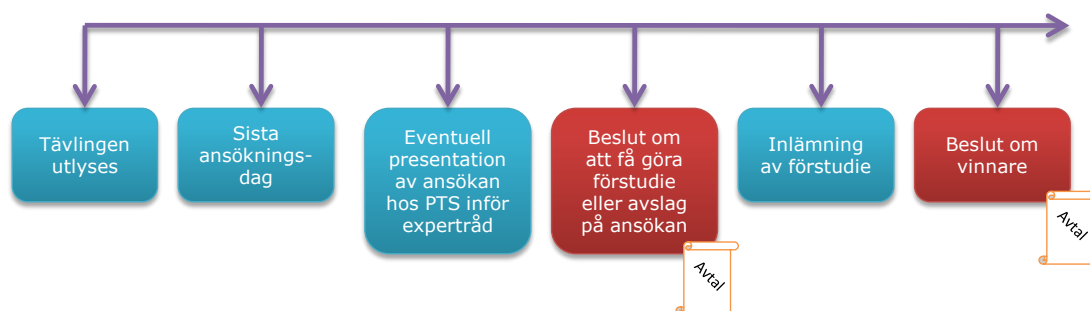 Tävlingen
utlyses
Sista
ansöknings-
dag
Eventuell
presentation
av ansökan
hos PTS inför
expertråd
Beslut om
att få göra
förstudie
eller avslag
på ansökan
Avtal
Inlämning
av förstudie
Beslut om
vinnare
Avtal